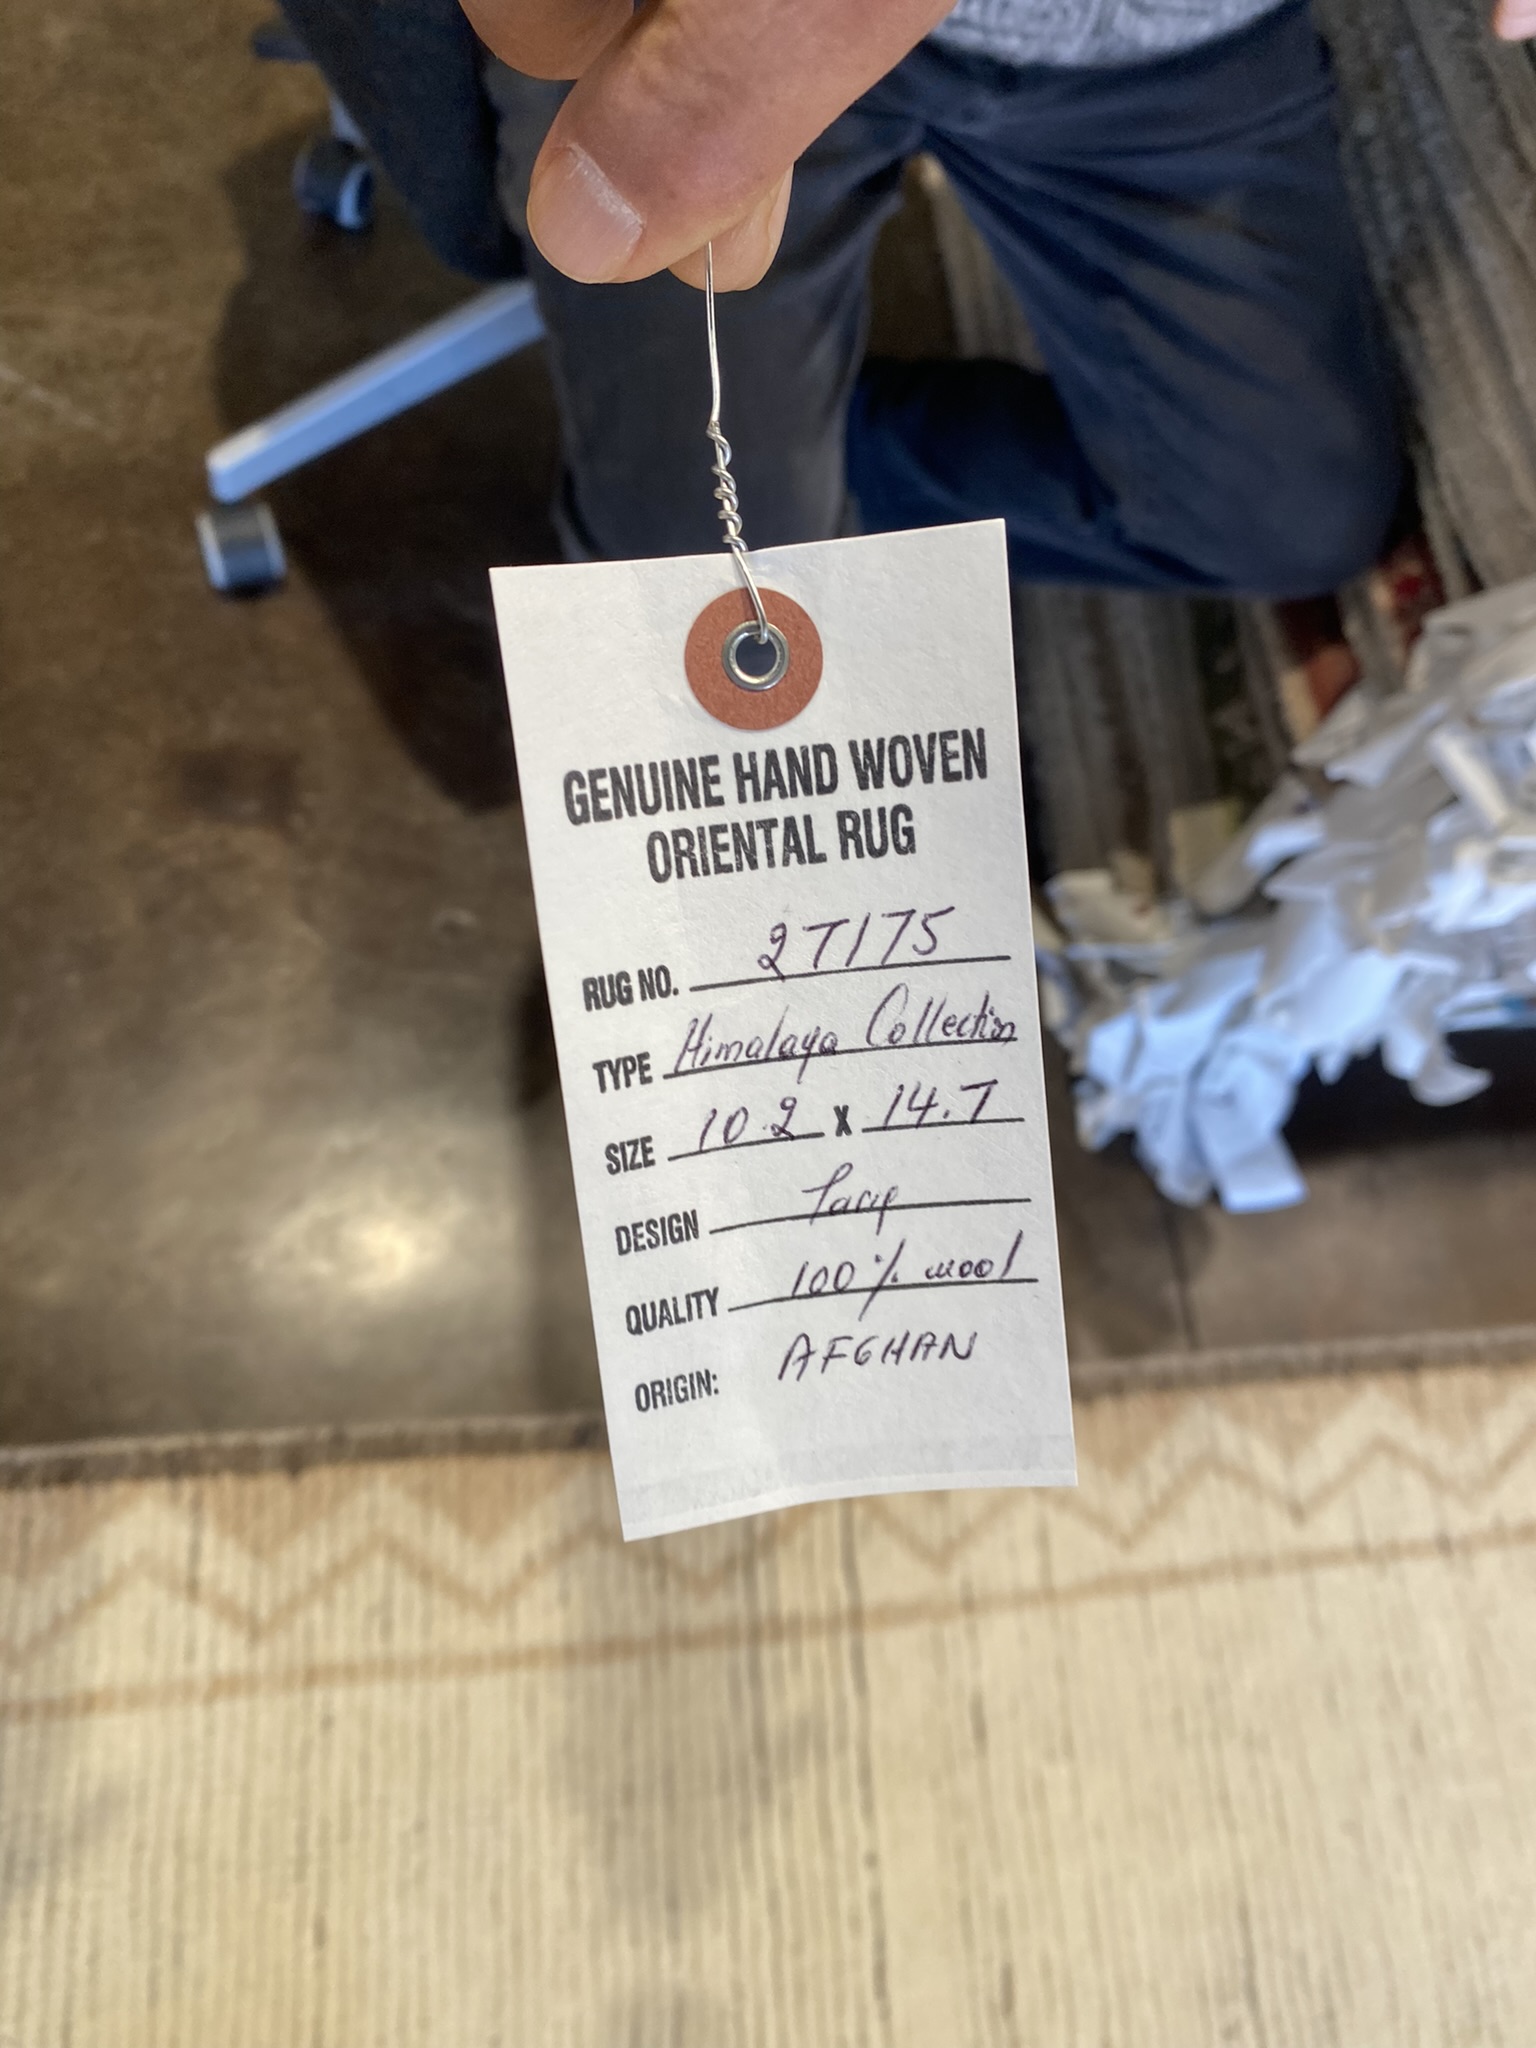 GENUINE HAND WOVEN
ORIENTAL RUG
RUG NO. 27175
TYPE Himalaya Collection
SIZE 10.2 X 14.7
DESIGN
QUALITY 100% wool
ORIGIN: AFGHAN